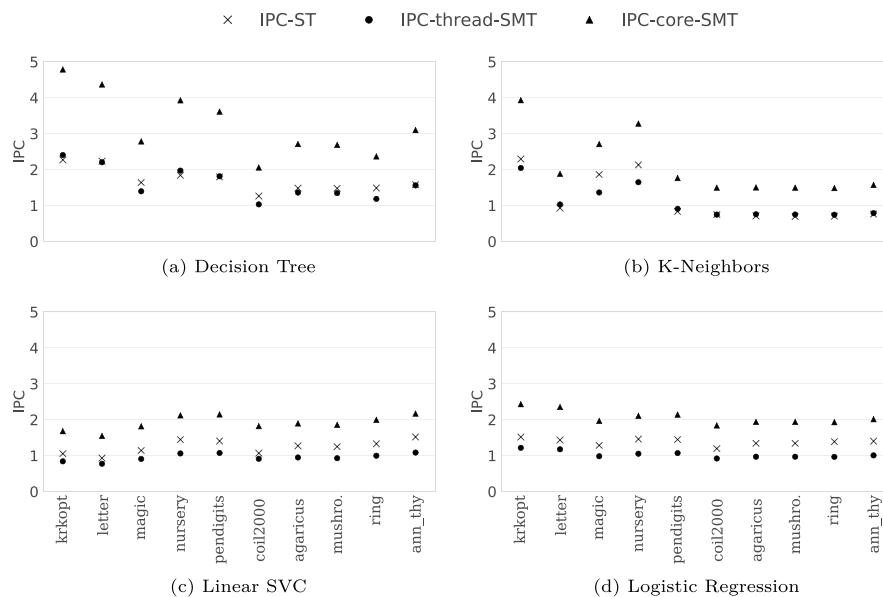 IPC-ST IPC-thread-SMT IPC-core-SMT
5
4
3
2
1
0
IPC
(a) Decision Tree
5
4
3
2
1
0
IPC
(b) K-Neighbors
5
4
3
2
1
0
IPC
krkopt
letter
magic
nursery
pendigits
coil2000
agaricus
mushro.
ring
ann_thy
(c) Linear SVC
5
4
3
2
1
0
IPC
krkopt
letter
magic
nursery
pendigits
coil2000
agaricus
mushro.
ring
ann_thy
(d) Logistic Regression